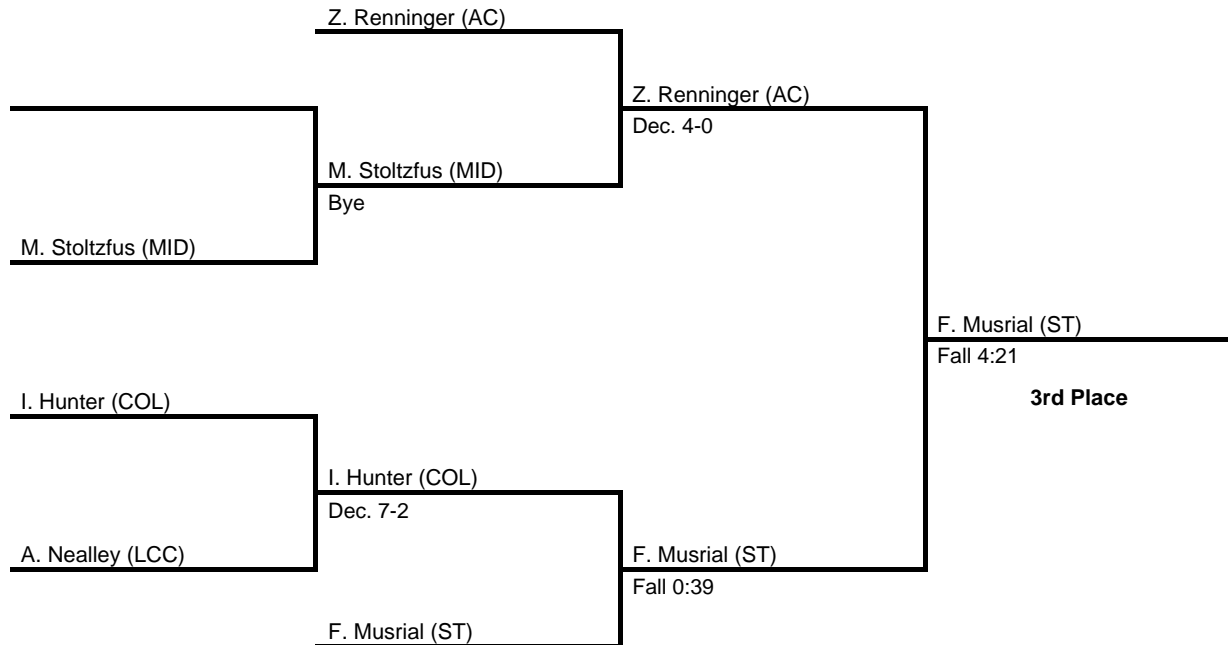 Z. Renninger (AC)
Z. Renninger (AC)
Dec. 4-0
M. Stoltzfus (MID)
Bye
M. Stoltzfus (MID)
F. Musrial (ST)
Fall 4:21
3rd Place
I. Hunter (COL)
I. Hunter (COL)
Dec. 7-2
A. Nealley (LCC)
F. Musrial (ST)
Fall 0:39
F. Musrial (ST)